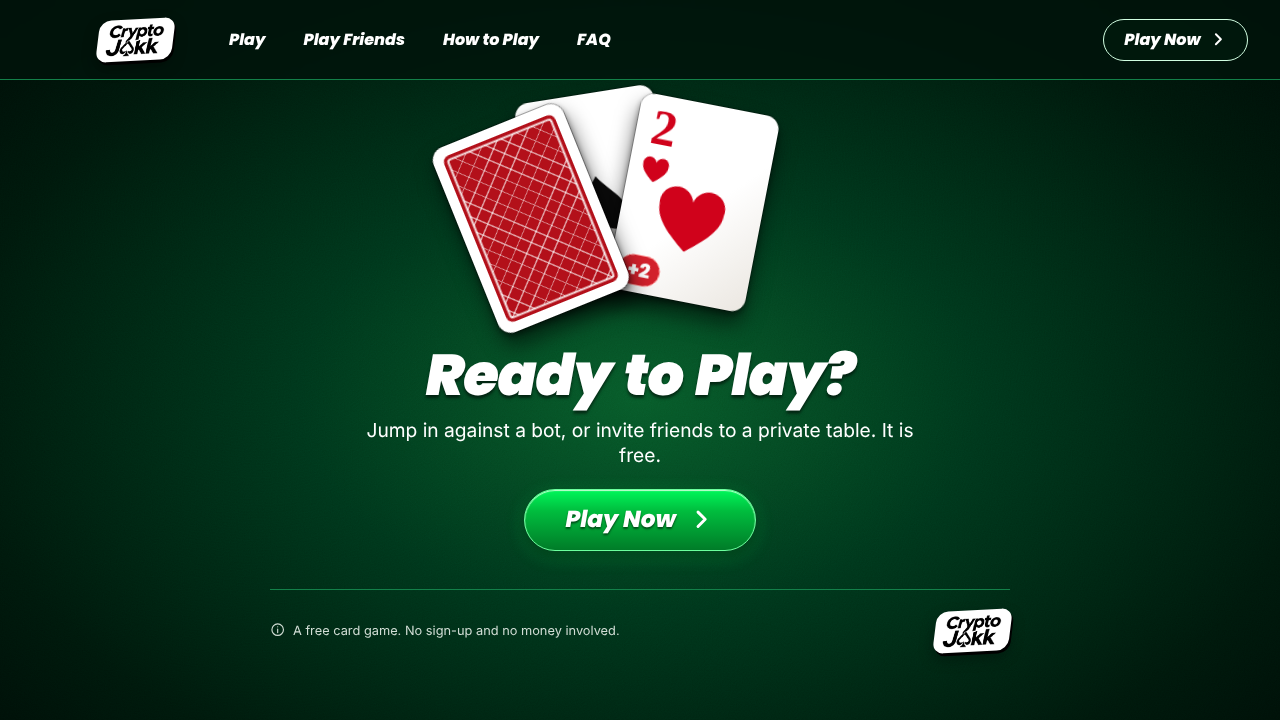 Crypto
Jokk
Play
Play Friends
How to Play
FAQ
Play Now
2
+2
Ready to Play?
Jump in against a bot, or invite friends to a private table. It is
free.
Play Now
A free card game. No sign-up and no money involved.
Crypto
Jokk